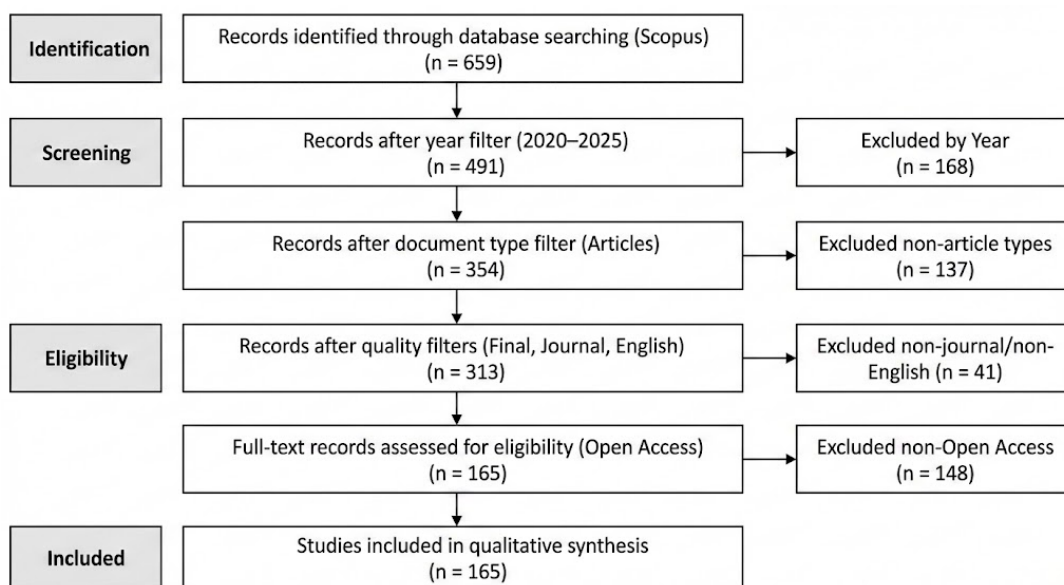 Identification
Records identified through database searching (Scopus)
(n = 659)
Screening
Records after year filter (2020–2025)
(n = 491)
Excluded by Year
(n = 168)
Records after document type filter (Articles)
(n = 354)
Excluded non-article types
(n = 137)
Eligibility
Records after quality filters (Final, Journal, English)
(n = 313)
Excluded non-journal/non-
English (n = 41)
Full-text records assessed for eligibility (Open Access)
(n = 165)
Excluded non-Open Access
(n = 148)
Included
Studies included in qualitative synthesis
(n = 165)